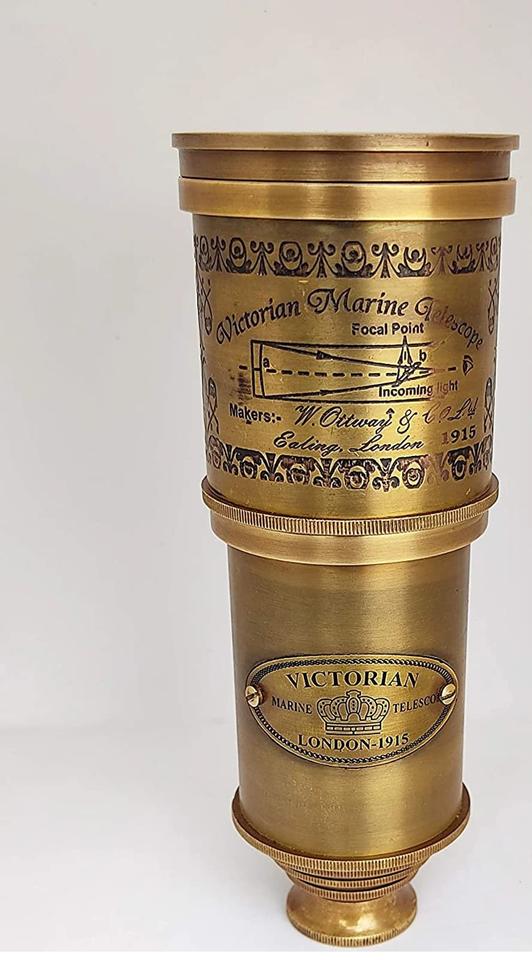 Victorian Marine Telescope
Focal Point
a
b
Incoming light
Makers:- W. Ottway & Co. Ltd
Ealing, London 1915
VICTORIAN
MARINE TELESCO
LONDON-1915